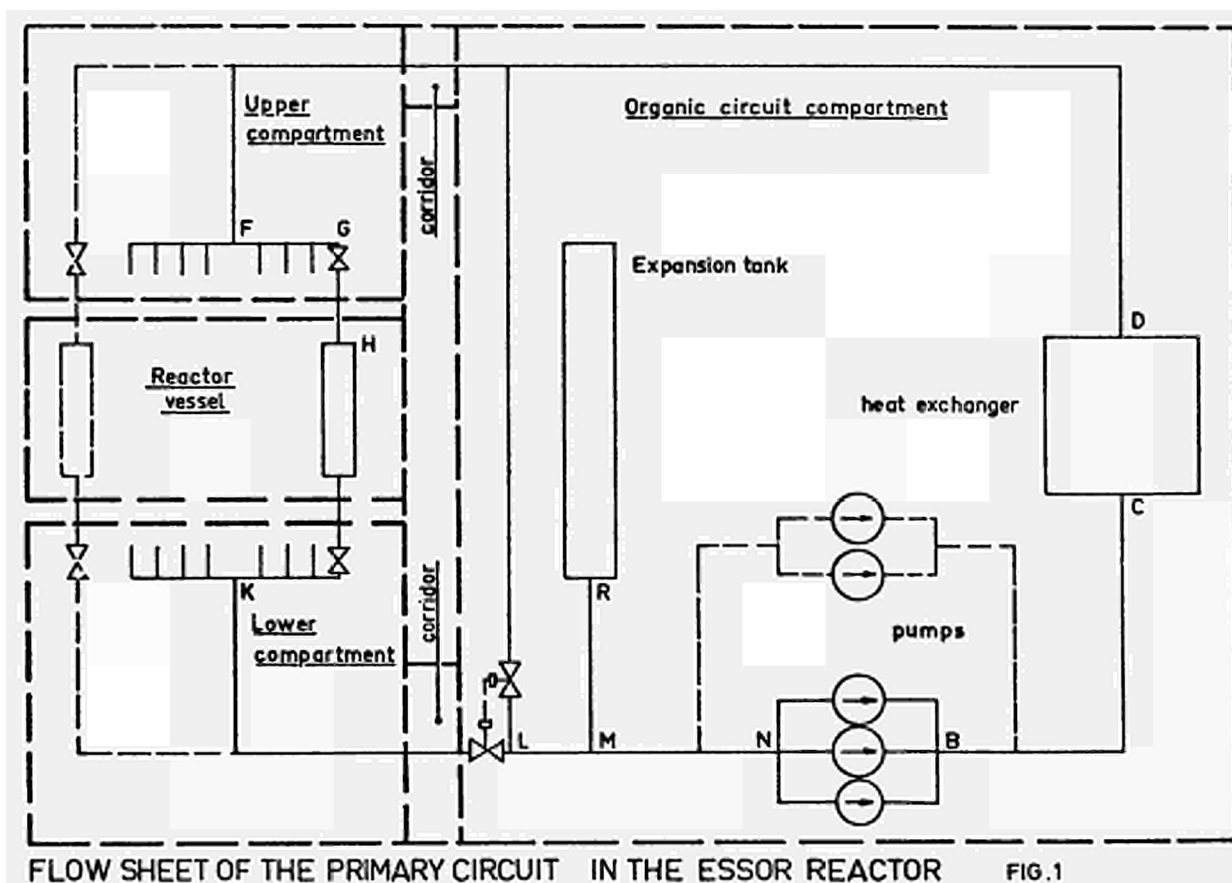 Upper
compartment
Organic circuit compartment
corridor
F
G
Expansion tank
D
H
Reactor
vessel
heat exchanger
C
K
R
Lower
compartment
corridor
pumps
L
M
N
B
FLOW SHEET OF THE PRIMARY CIRCUIT IN THE ESSOR REACTOR FIG.1